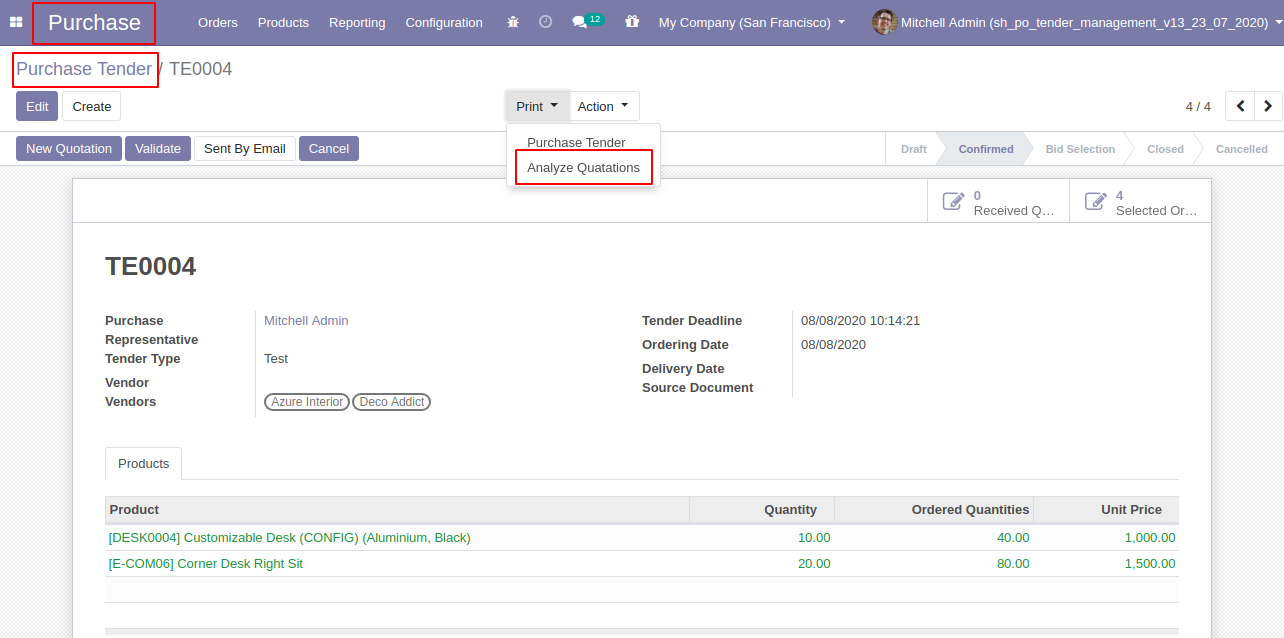 Purchase Orders Products Reporting Configuration 12 My Company (San Francisco) Mitchell Admin (sh_po_tender_management_v13_23_07_2020)
Purchase Tender / TE0004
Edit Create Print Action 4 / 4
Purchase Tender
Analyze Quatations
New Quotation Validate Sent By Email Cancel Draft Confirmed Bid Selection Closed Cancelled
0
Received Q...
4
Selected Or...
TE0004
Purchase Representative Mitchell Admin
Tender Type Test
Vendor
Vendors Azure Interior Deco Addict
Tender Deadline 08/08/2020 10:14:21
Ordering Date 08/08/2020
Delivery Date
Source Document
Products
Product Quantity Ordered Quantities Unit Price
[DESK0004] Customizable Desk (CONFIG) (Aluminium, Black) 10.00 40.00 1,000.00
[E-COM06] Corner Desk Right Sit 20.00 80.00 1,500.00